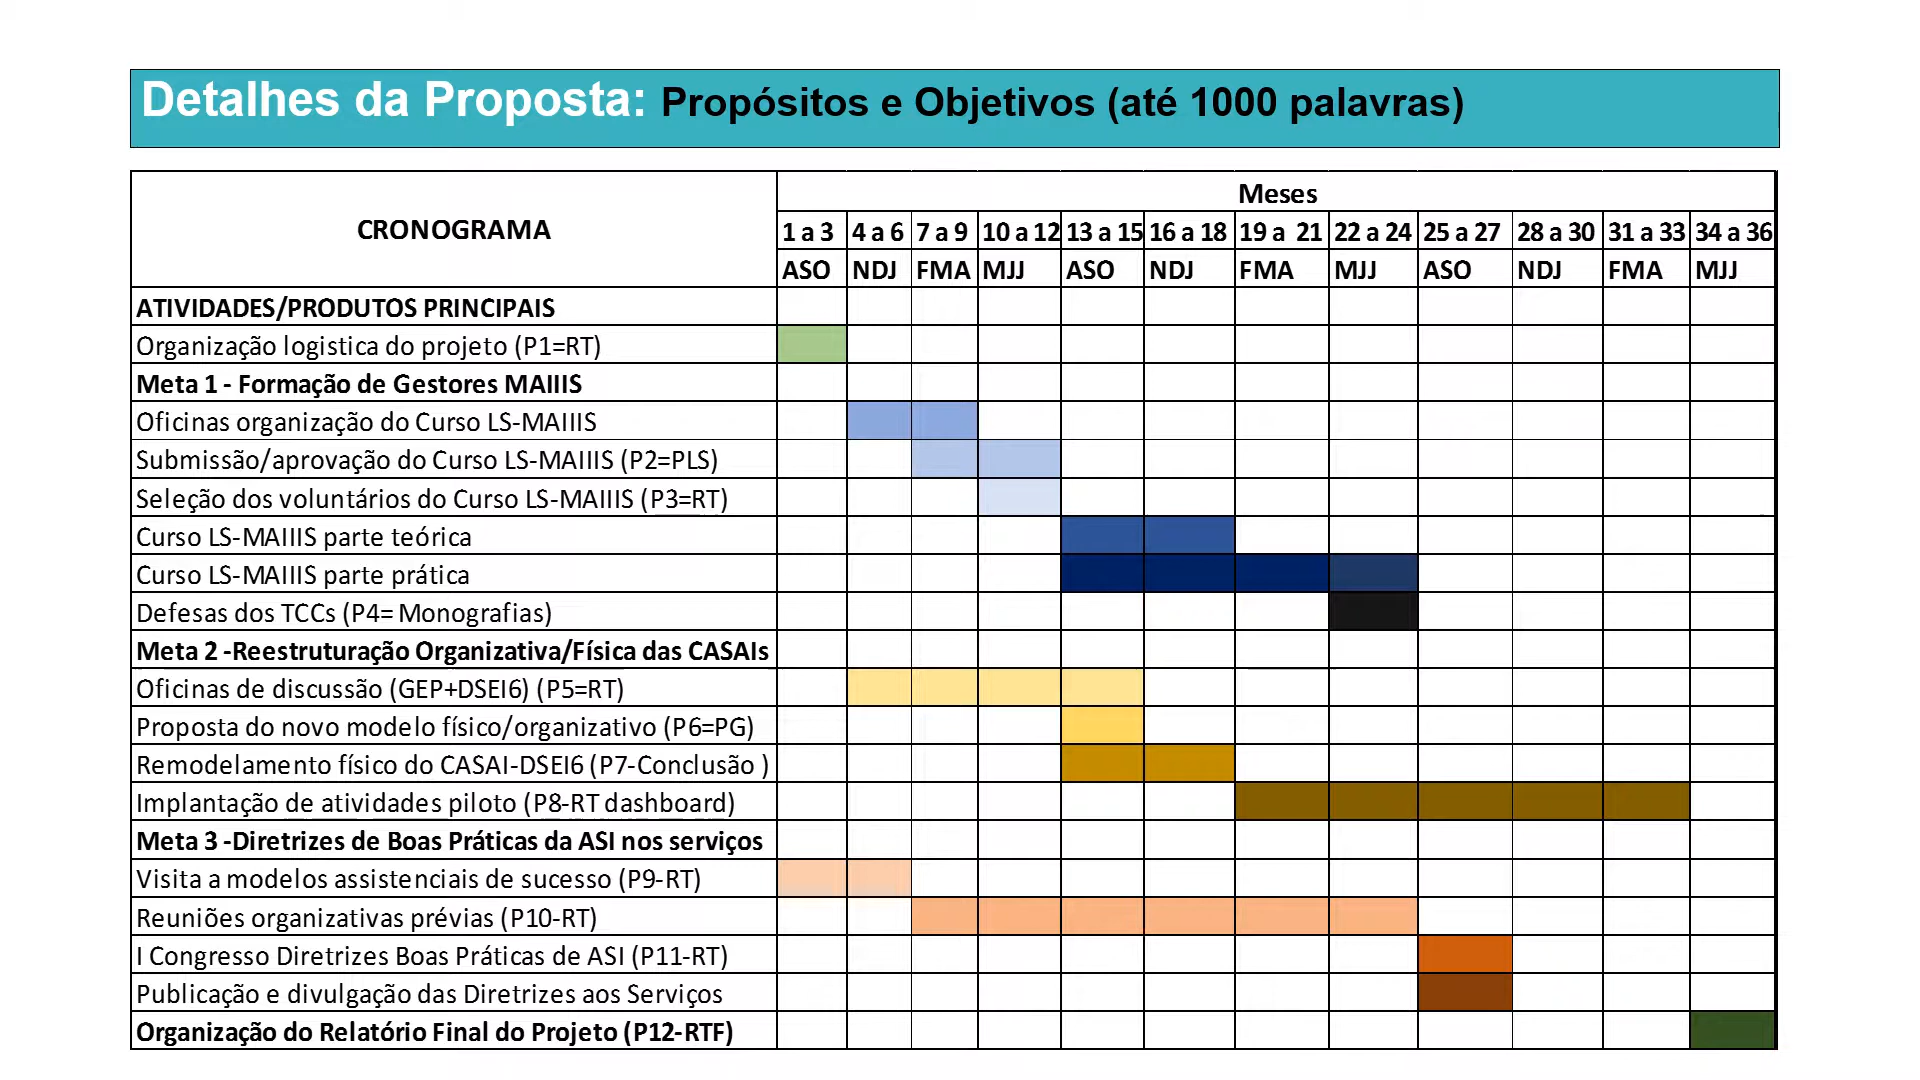 Detalhes da Proposta: Propósitos e Objetivos (até 1000 palavras)
CRONOGRAMA
Meses
1 a 3 4 a 6 7 a 9 10 a 12 13 a 15 16 a 18 19 a 21 22 a 24 25 a 27 28 a 30 31 a 33 34 a 36
ASO NDJ FMA MJJ ASO NDJ FMA MJJ ASO NDJ FMA MJJ
ATIVIDADES/PRODUTOS PRINCIPAIS
Organização logistica do projeto (P1=RT)
Meta 1 - Formação de Gestores MAIIIS
Oficinas organização do Curso LS-MAIIIS
Submissão/aprovação do Curso LS-MAIIIS (P2=PLS)
Seleção dos voluntários do Curso LS-MAIIIS (P3=RT)
Curso LS-MAIIIS parte teórica
Curso LS-MAIIIS parte prática
Defesas dos TCCs (P4= Monografias)
Meta 2 -Reestruturação Organizativa/Física das CASAIs
Oficinas de discussão (GEP+DSEI6) (P5=RT)
Proposta do novo modelo físico/organizativo (P6=PG)
Remodelamento físico do CASAI-DSEI6 (P7-Conclusão )
Implantação de atividades piloto (P8-RT dashboard)
Meta 3 -Diretrizes de Boas Práticas da ASI nos serviços
Visita a modelos assistenciais de sucesso (P9-RT)
Reuniões organizativas prévias (P10-RT)
I Congresso Diretrizes Boas Práticas de ASI (P11-RT)
Publicação e divulgação das Diretrizes aos Serviços
Organização do Relatório Final do Projeto (P12-RTF)